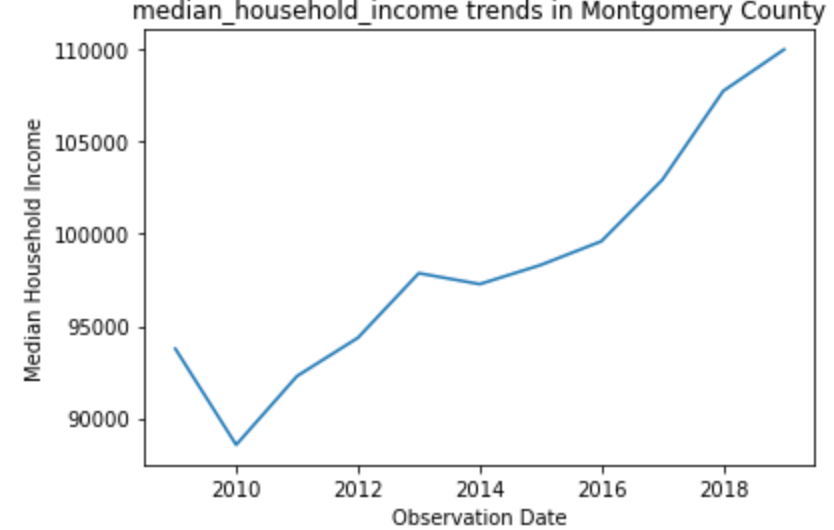 median_household_income trends in Montgomery County
110000
105000
100000
95000
90000
Median Household Income
2010 2012 2014 2016 2018
Observation Date